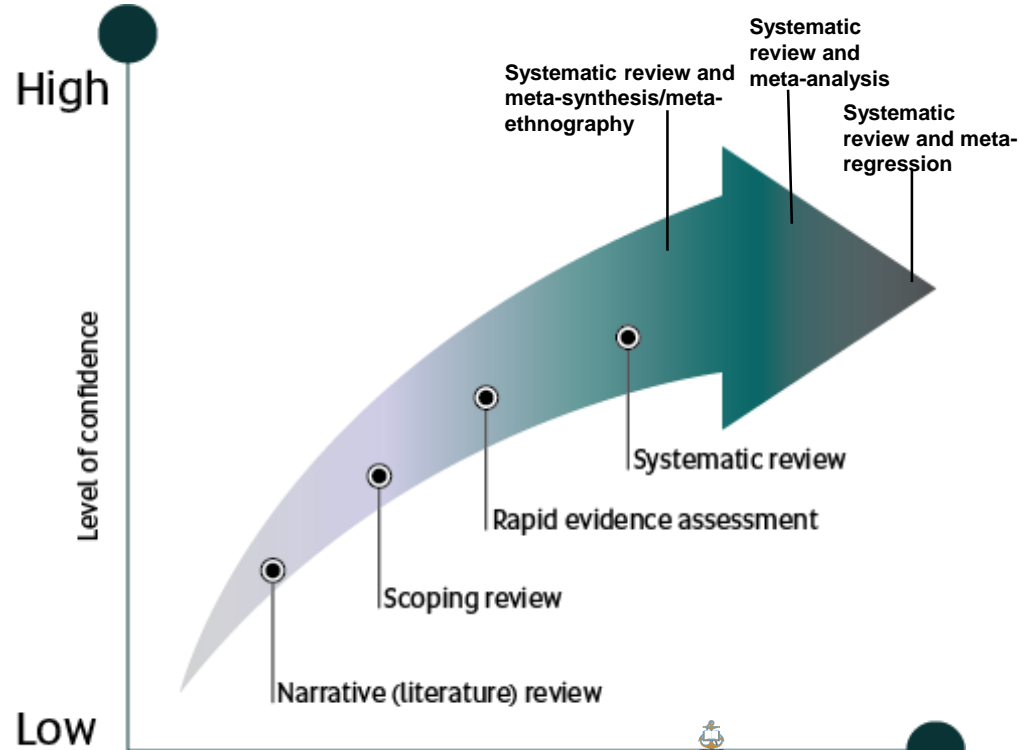 High
Systematic
review and
meta-analysis
Systematic review and
meta-synthesis/meta-
ethnography
Systematic
review and meta-
regression
Level of confidence
Systematic review
Rapid evidence assessment
Scoping review
Narrative (literature) review
Low